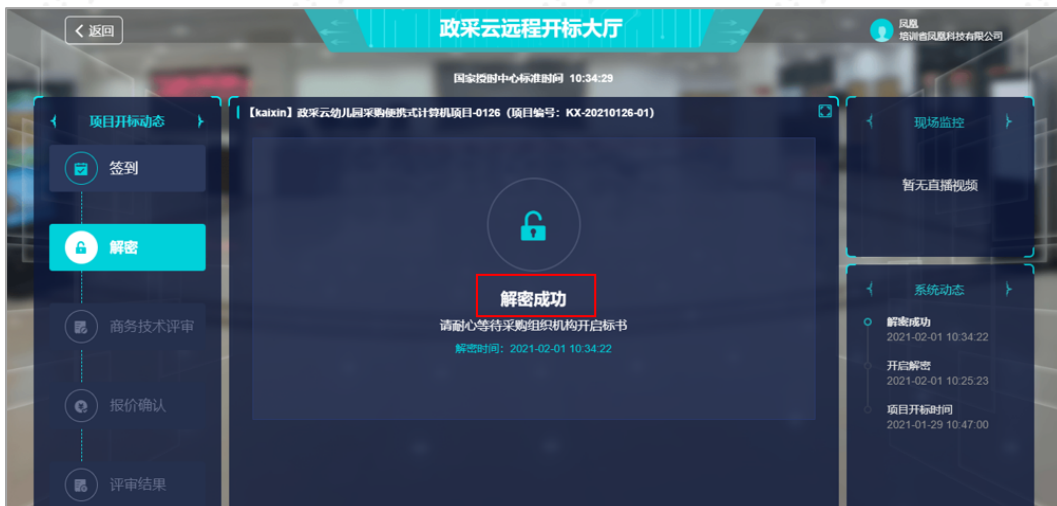 返回
政采云远程开标大厅
凤凰
培训省凤凰科技有限公司
国家授时中心标准时间 10:34:29
项目开标动态
签到
解密
商务技术评审
报价确认
评审结果
【kaixin】政采云幼儿园采购便携式计算机项目-0126（项目编号：KX-20210126-01）
解密成功
请耐心等待采购组织机构开启标书
解密时间：2021-02-01 10:34:22
现场监控
暂无直播视频
系统动态
解密成功
2021-02-01 10:34:22
开启解密
2021-02-01 10:25:23
项目开标时间
2021-01-29 10:47:00